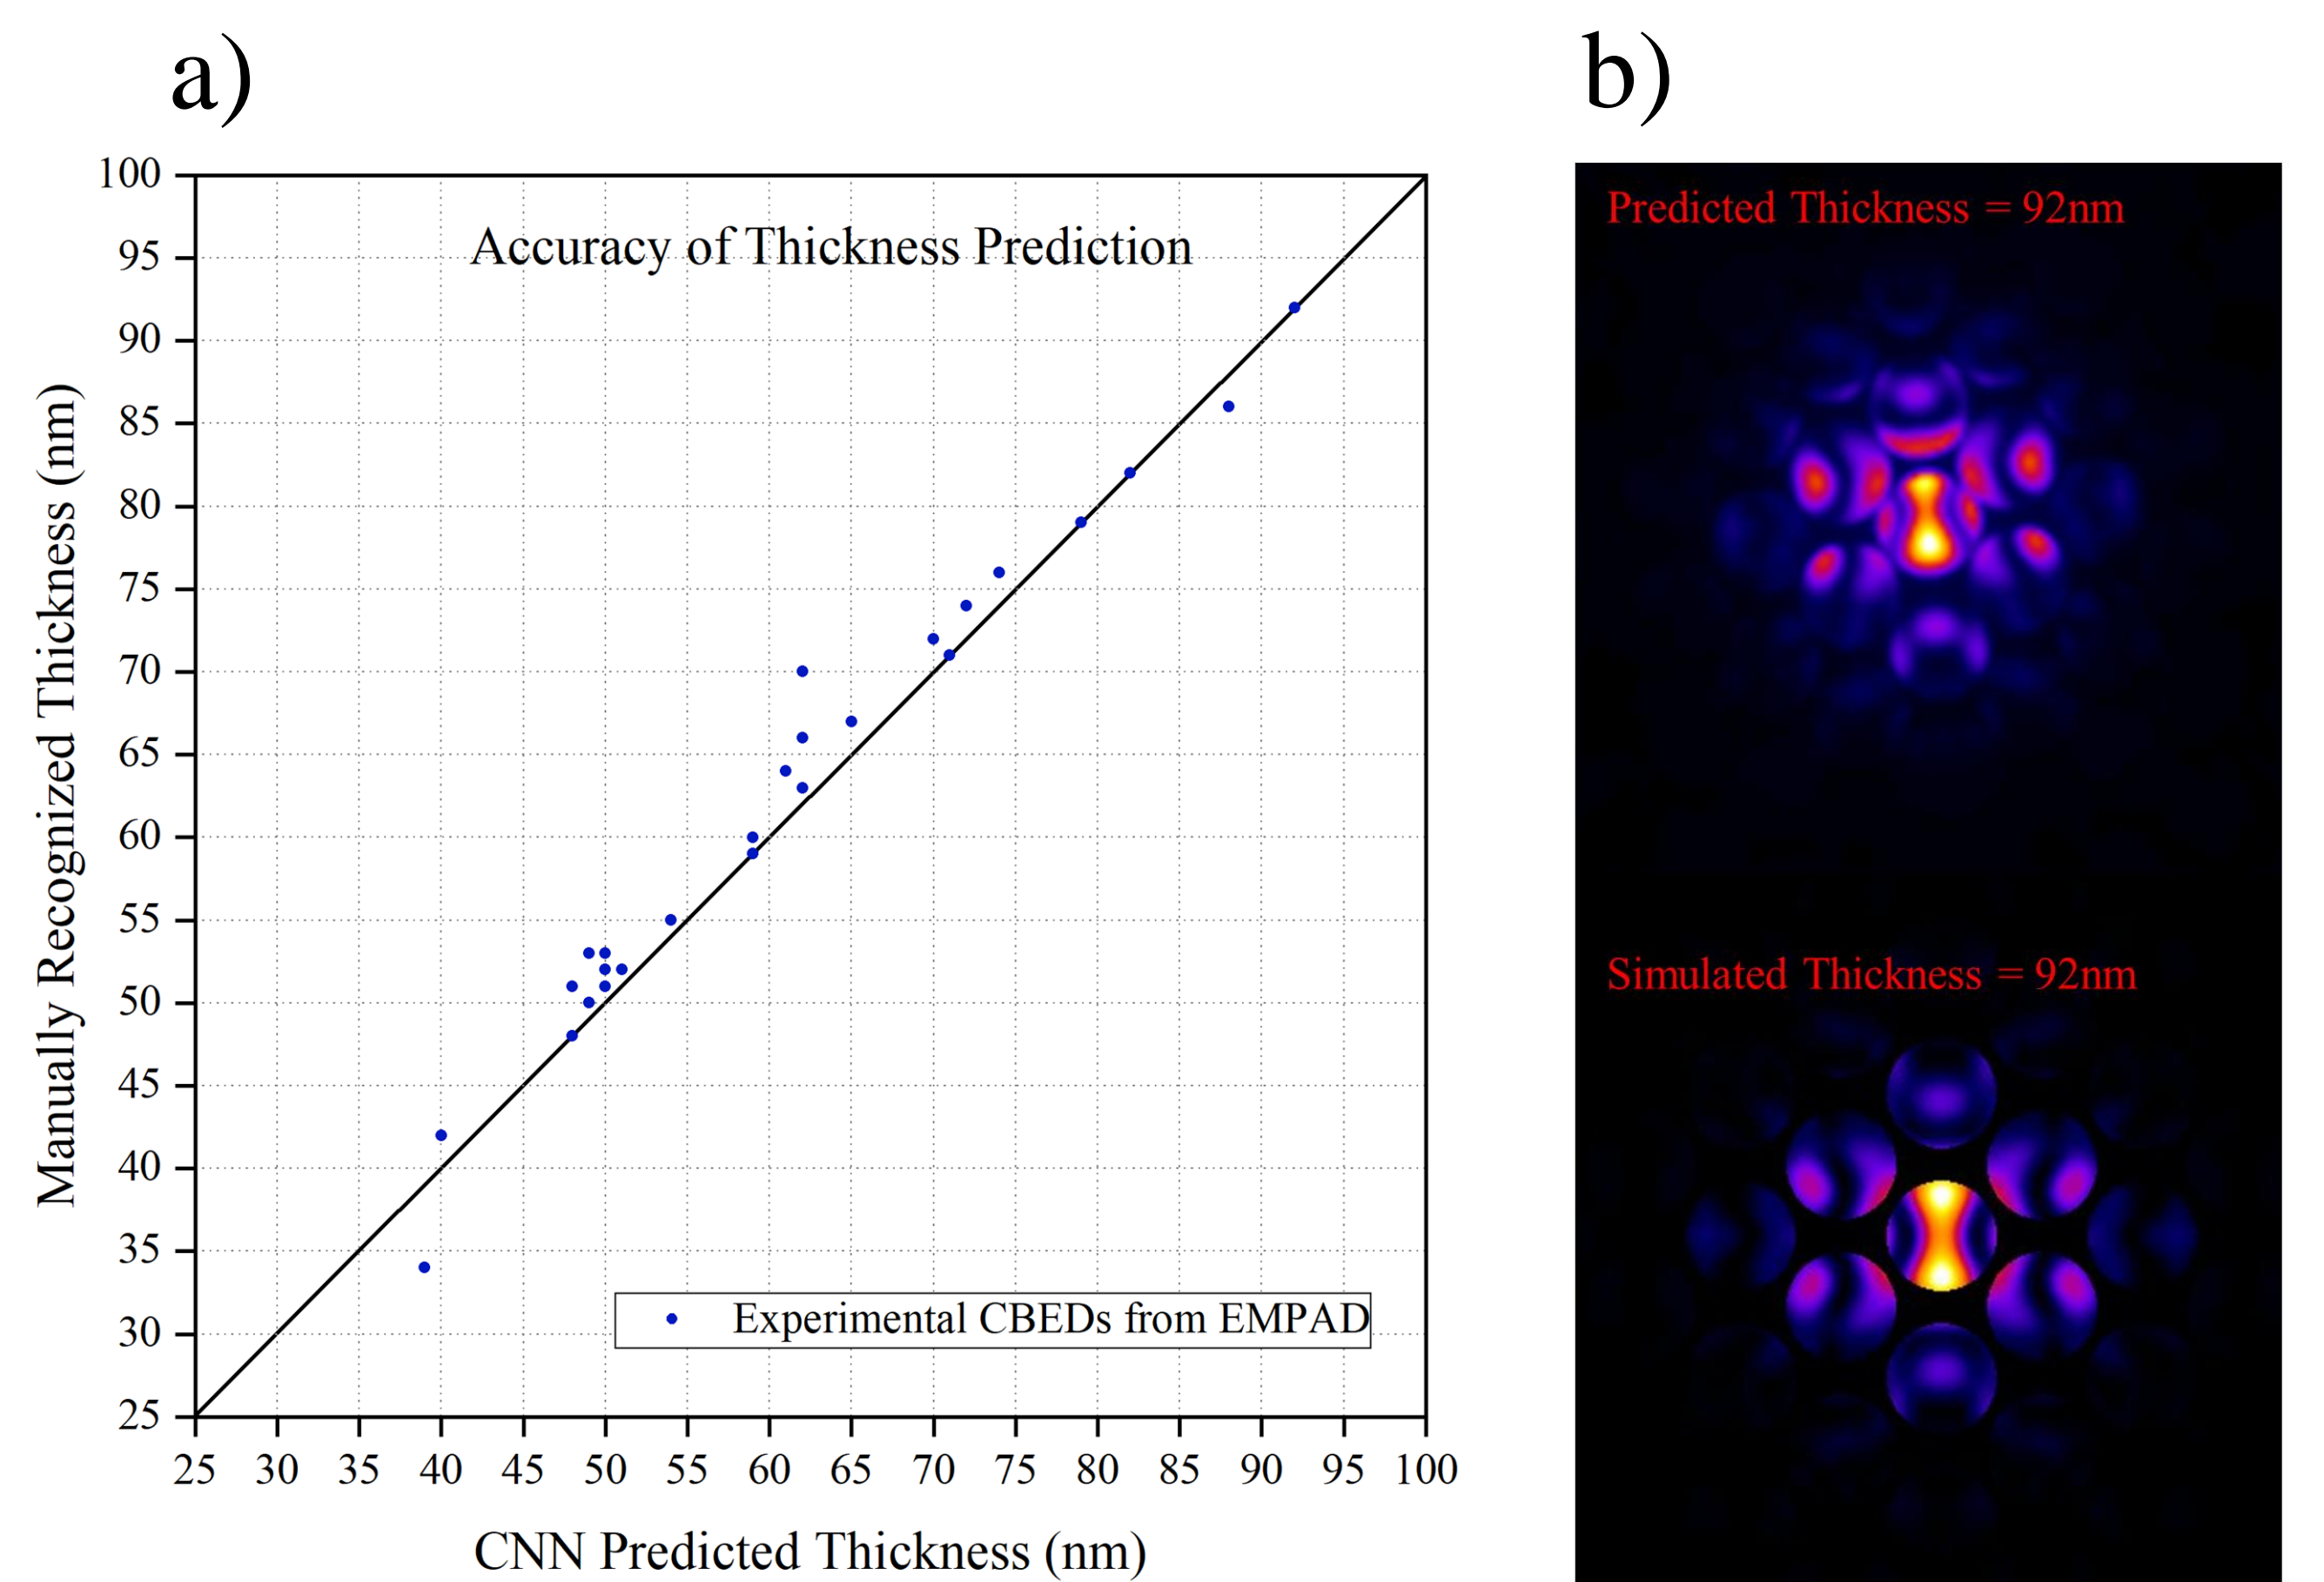 a)
b)
100
95
90
85
80
75
70
65
60
55
50
45
40
35
30
25
Manually Recognized Thickness (nm)
Accuracy of Thickness Prediction
Experimental CBEDs from EMPAD
25 30 35 40 45 50 55 60 65 70 75 80 85 90 95 100
CNN Predicted Thickness (nm)
Predicted Thickness = 92nm
Simulated Thickness = 92nm